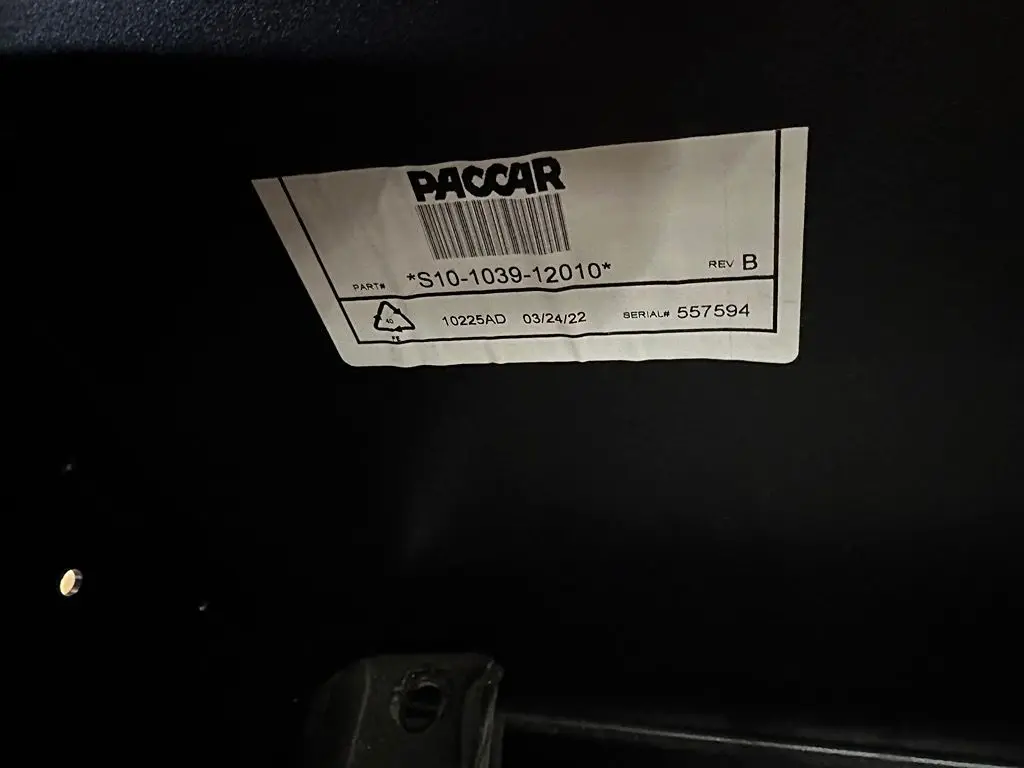 PACCAR
PART# *S10-1039-12010* REV B
10225AD 03/24/22 SERIAL# 557594